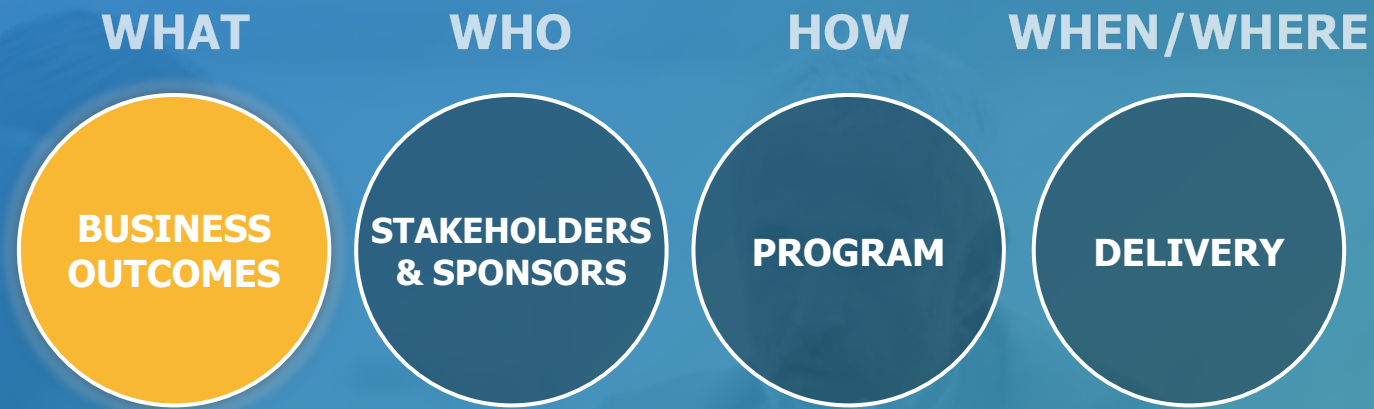 WHAT
WHO
HOW
WHEN/WHERE
BUSINESS
OUTCOMES
STAKEHOLDERS
& SPONSORS
PROGRAM
DELIVERY